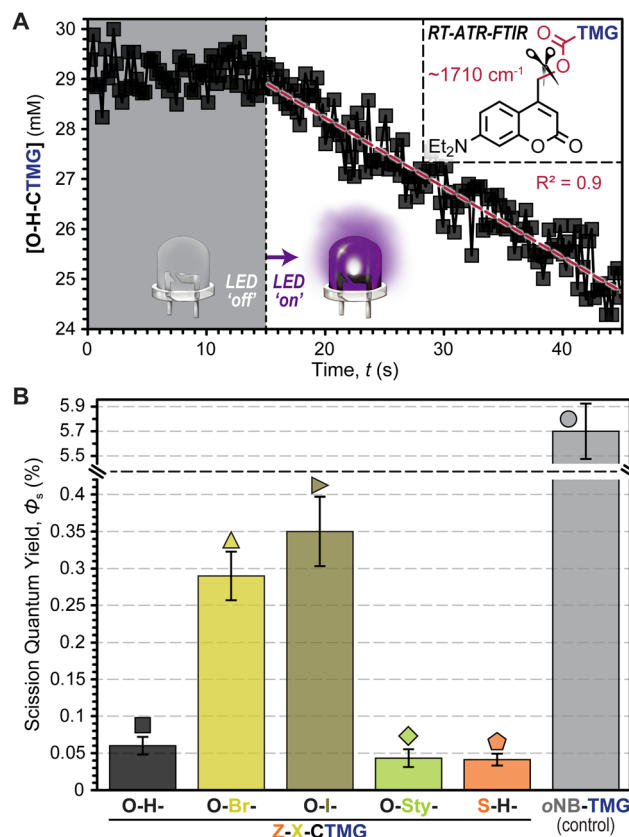 A
[O-H-CTMG] (mM)
30
29
28
27
26
25
24
RT-ATR-FTIR
~1710 cm⁻¹
O
TMG
O
Et₂N
O
O
R² = 0.9
LED
'off'
LED
'on'
0
10
20
30
40
Time, t (s)
B
Scission Quantum Yield, Φs (%)
5.9
5.7
5.5
0.4
0.35
0.3
0.25
0.2
0.15
0.1
0.05
0
O-H-
O-Br-
O-I-
O-Sty-
S-H-
oNB-TMG
(control)
Z-X-CTMG